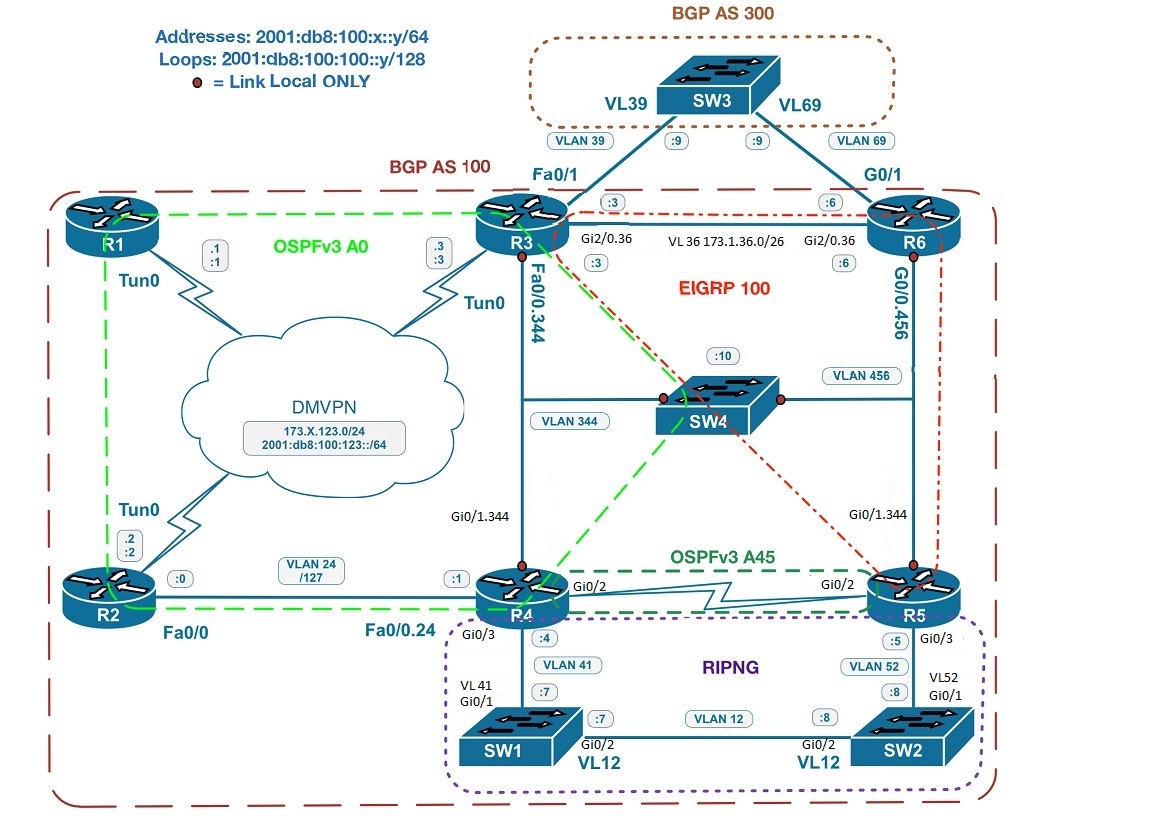 BGP AS 300
Addresses: 2001:db8:100:x::y/64
Loops: 2001:db8:100:100::y/128
= Link Local ONLY
VL39
SW3
VL69
VLAN 39
:9
:9
VLAN 69
BGP AS 100
Fa0/1
G0/1
R1
.1
:1
OSPFv3 A0
.3
:3
R3
:3
:6
R6
Gi2/0.36
VL 36 173.1.36.0/26
Gi2/0.36
:3
:6
Tun0
Tun0
Fa0/0.344
EIGRP 100
G0/0.456
:10
VLAN 456
DMVPN
173.X.123.0/24
2001:db8:100:123::/64
VLAN 344
SW4
Tun0
.2
:2
Gi0/1.344
Gi0/1.344
VLAN 24
/127
OSPFv3 A45
:0
:1
Gi0/2
Gi0/2
R2
R4
R5
Fa0/0
Fa0/0.24
Gi0/3
:4
:5
Gi0/3
VLAN 41
RIPNG
VLAN 52
VL 41
Gi0/1
:7
:8
VL52
Gi0/1
:7
VLAN 12
:8
SW1
Gi0/2
VL12
Gi0/2
VL12
SW2